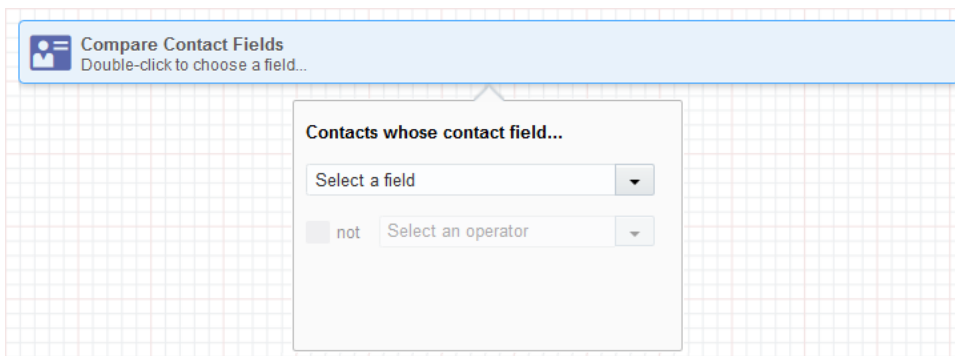 Compare Contact Fields
Double-click to choose a field...
Contacts whose contact field...
Select a field
not Select an operator